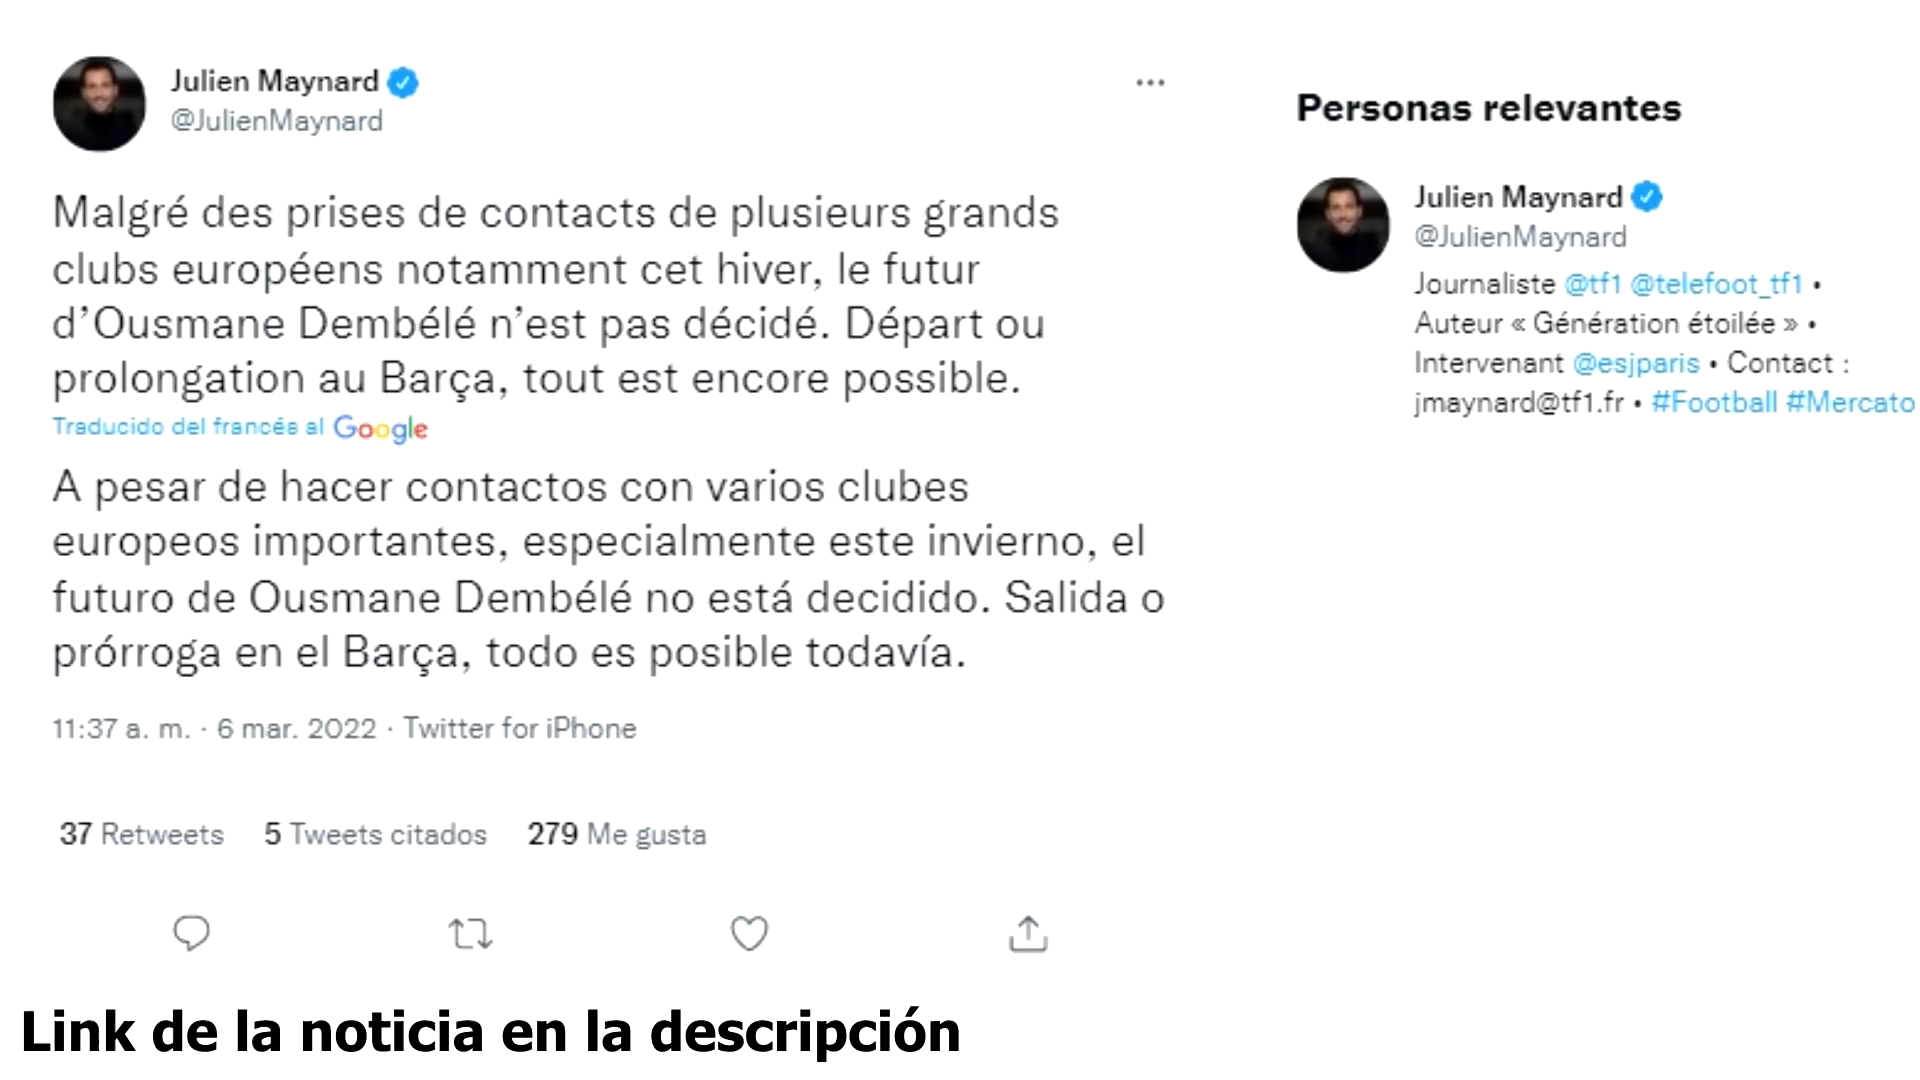 Julien Maynard
@JulienMaynard
Malgré des prises de contacts de plusieurs grands
clubs européens notamment cet hiver, le futur
d’Ousmane Dembélé n’est pas décidé. Départ ou
prolongation au Barça, tout est encore possible.
Traducido del francés al Google
A pesar de hacer contactos con varios clubes
europeos importantes, especialmente este invierno, el
futuro de Ousmane Dembélé no está decidido. Salida o
prórroga en el Barça, todo es posible todavía.
11:37 a. m. · 6 mar. 2022 · Twitter for iPhone
37 Retweets 5 Tweets citados 279 Me gusta
Personas relevantes
Julien Maynard
@JulienMaynard
Journaliste @tf1 @telefoot_tf1 •
Auteur « Génération étoilée » •
Intervenant @esjparis • Contact :
jmaynard@tf1.fr • #Football #Mercato
Link de la noticia en la descripción